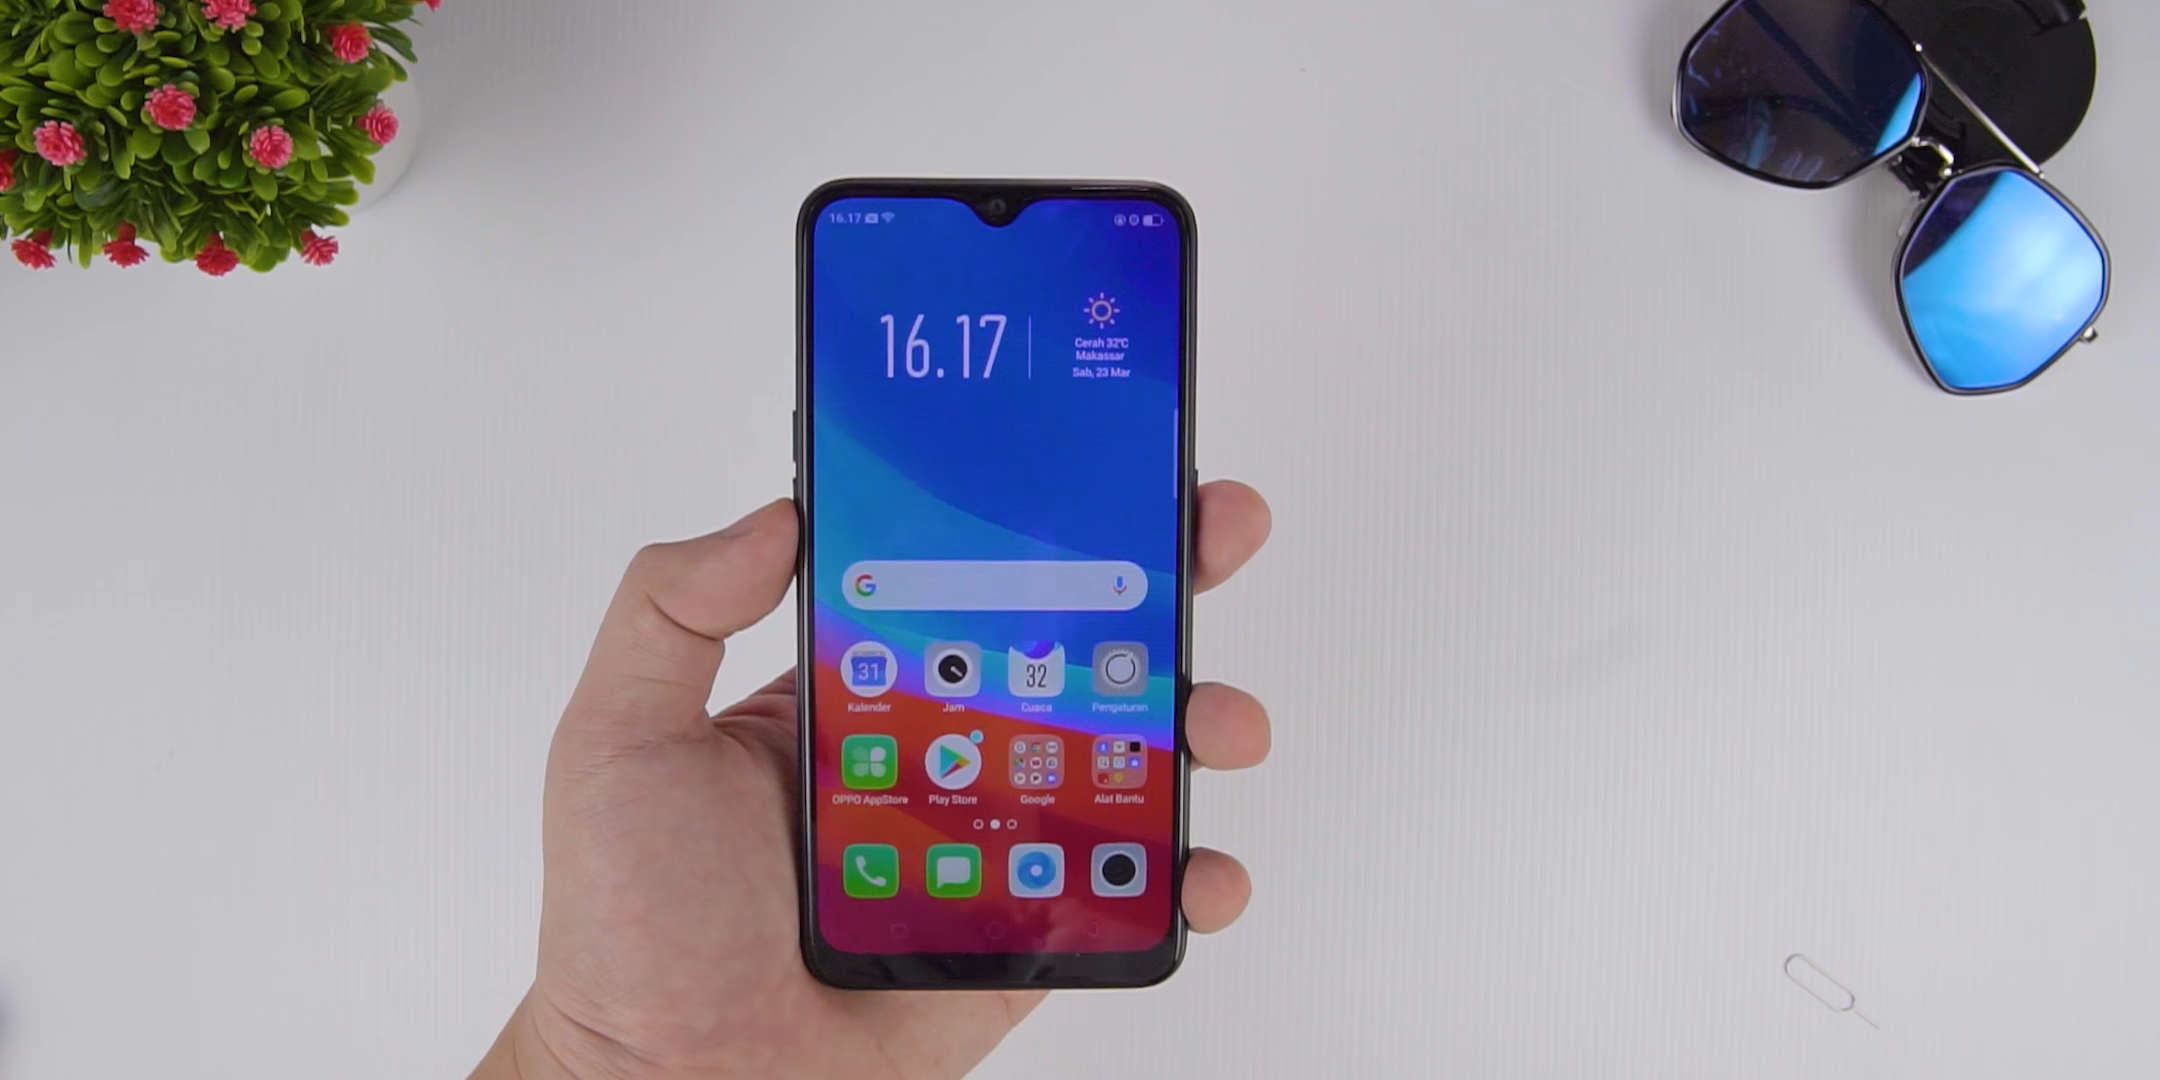 16.17
16.17
Cerah 32°C
Makassar
Sab, 23 Mar
G
31
32
Kalender
Jam
Cuaca
Pengaturan
OPPO AppStore
Play Store
Google
Alat Bantu